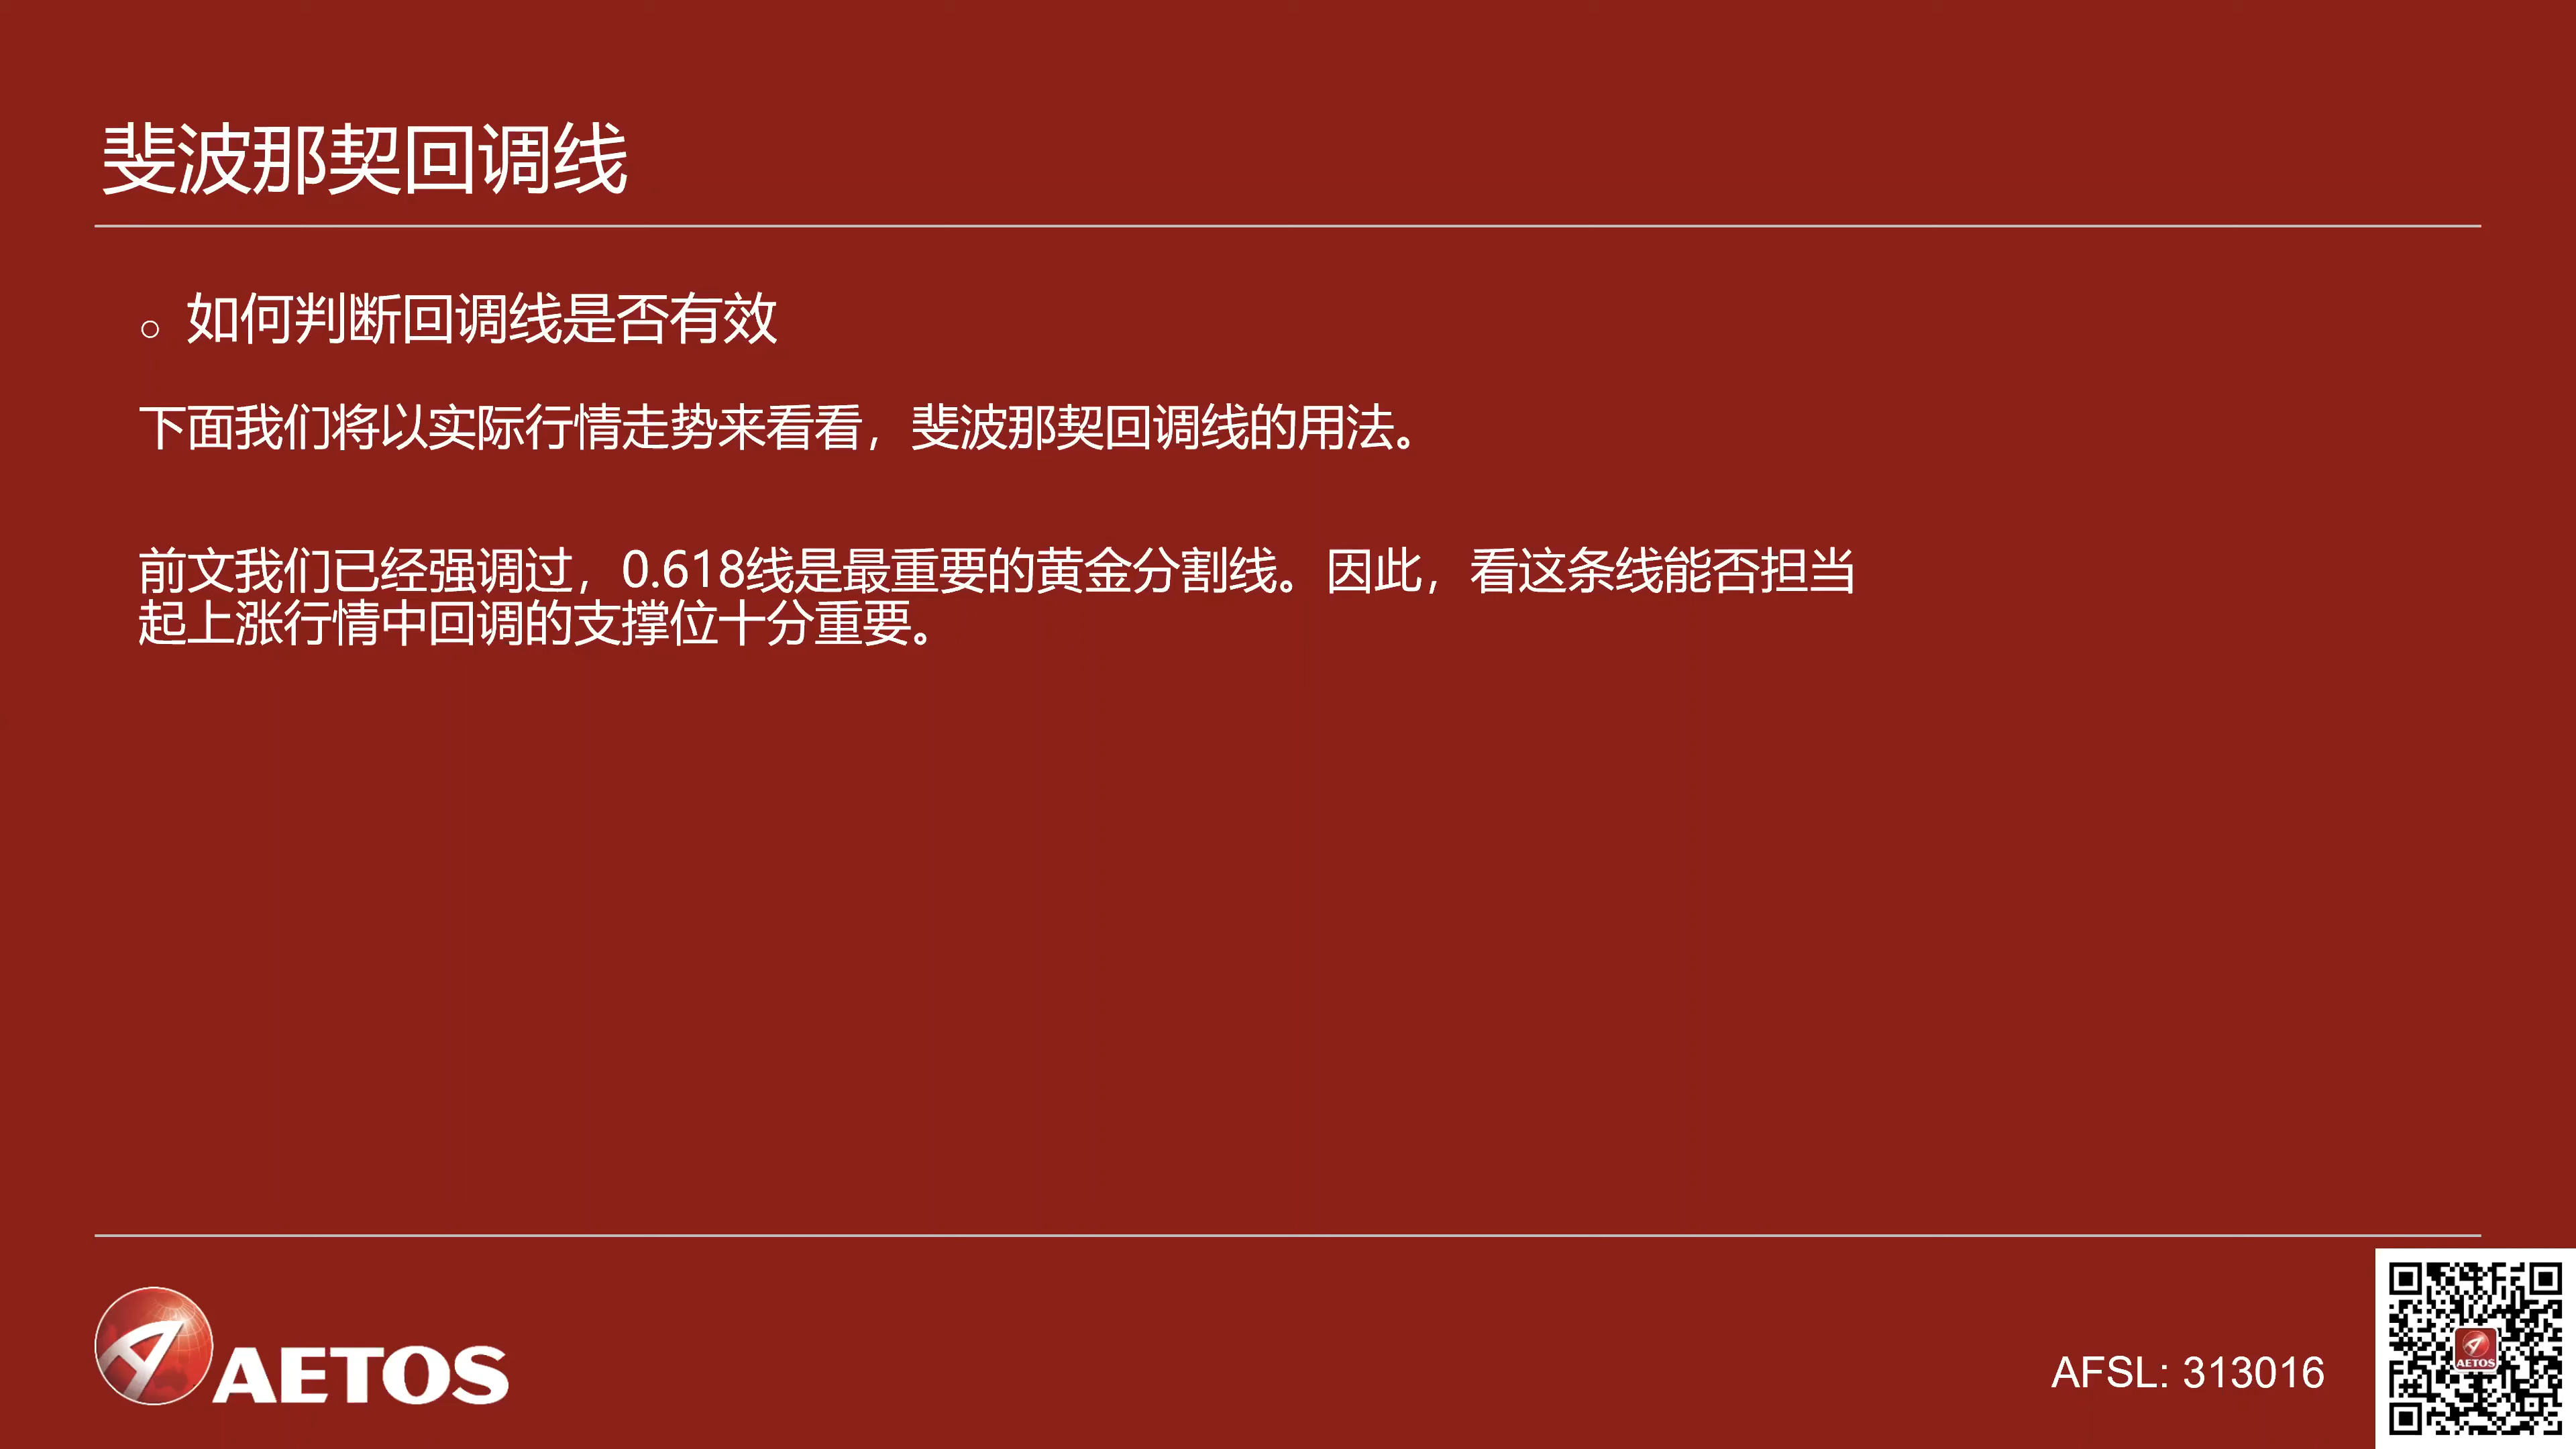 斐波那契回调线
○ 如何判断回调线是否有效
下面我们将以实际行情走势来看看，斐波那契回调线的用法。
前文我们已经强调过，0.618线是最重要的黄金分割线。因此，看这条线能否担当
起上涨行情中回调的支撑位十分重要。
AETOS
AFSL: 313016
AETOS